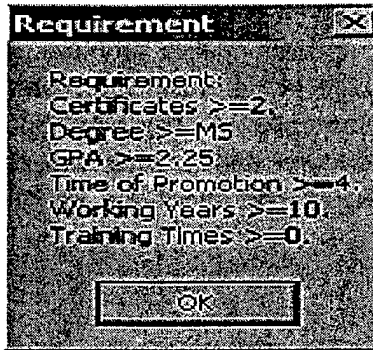 Requirement
Requirement:
Certificates >=2.
Degree >=MS
GPA >=2.25
Time of Promotion >=4.
Working Years >=10.
Training Times >=0.
OK